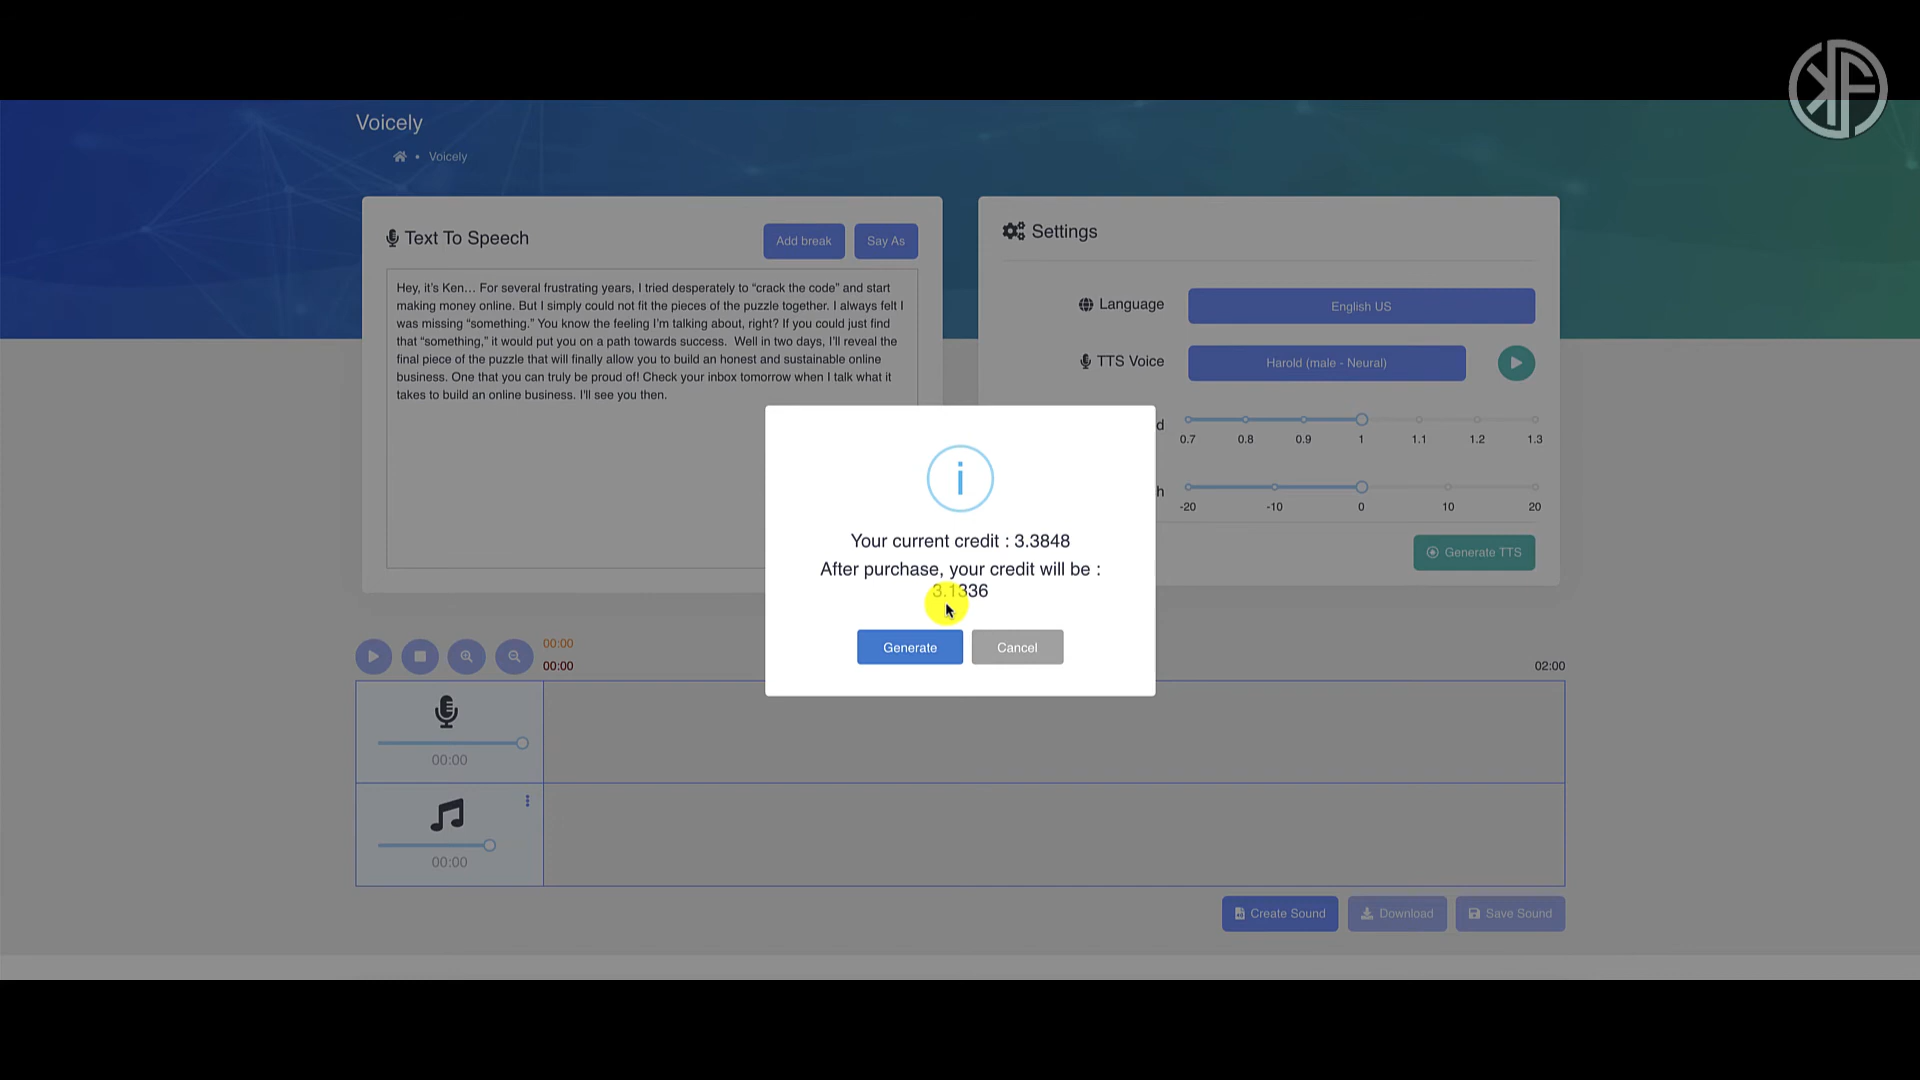 Voicely
Voicely
Text To Speech
Add break
Say As
Hey, it’s Ken… For several frustrating years, I tried desperately to “crack the code” and start
making money online. But I simply could not fit the pieces of the puzzle together. I always felt I
was missing “something.” You know the feeling I’m talking about, right? If you could just find
that “something,” it would put you on a path towards success.  Well in two days, I’ll reveal the
final piece of the puzzle that will finally allow you to build an honest and sustainable online
business. One that you can truly be proud of! Check your inbox tomorrow when I talk what it
takes to build an online business. I'll see you then.
Settings
Language
English US
TTS Voice
Harold (male - Neural)
d
0.7 0.8 0.9 1 1.1 1.2 1.3
h
-20 -10 0 10 20
Generate TTS
i
Your current credit : 3.3848
After purchase, your credit will be :
3.1336
Generate
Cancel
00:00
00:00
02:00
00:00
00:00
Create Sound
Download
Save Sound
KF